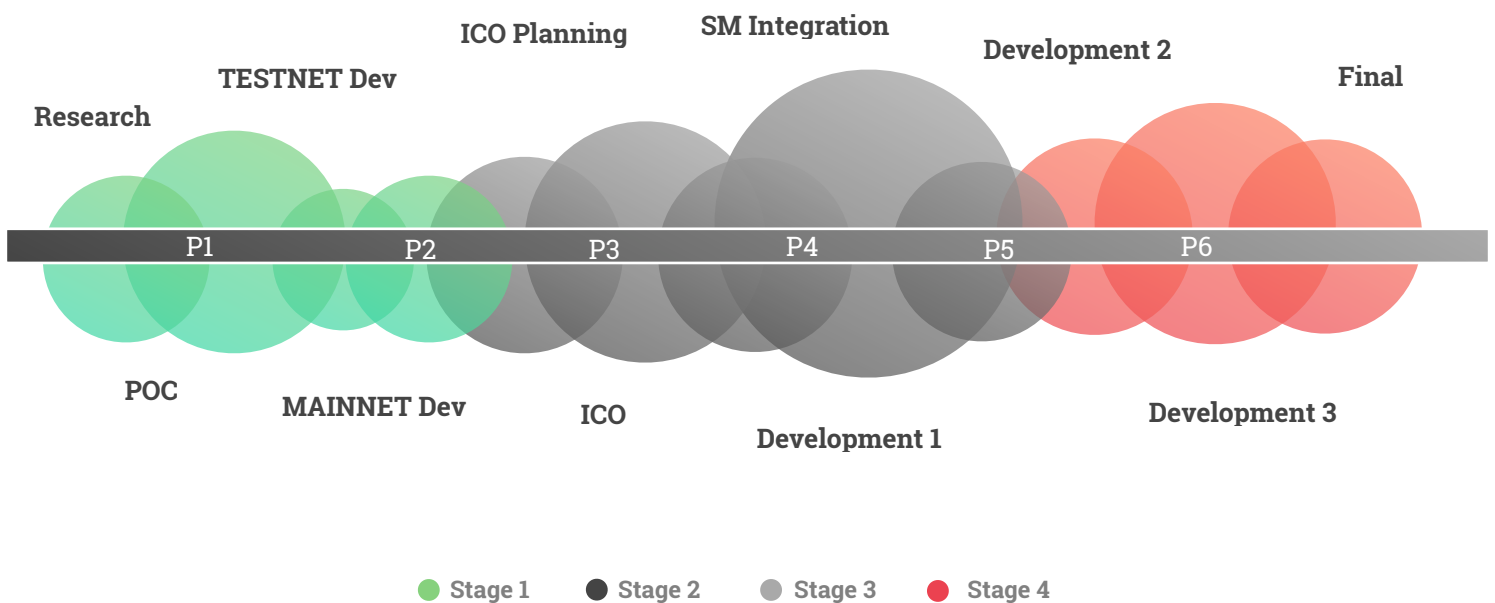 SM Integration
ICO Planning
Development 2
TESTNET Dev
Final
Research
P1
P2
P3
P4
P5
P6
POC
MAINNET Dev
ICO
Development 3
Development 1
Stage 1
Stage 2
Stage 3
Stage 4